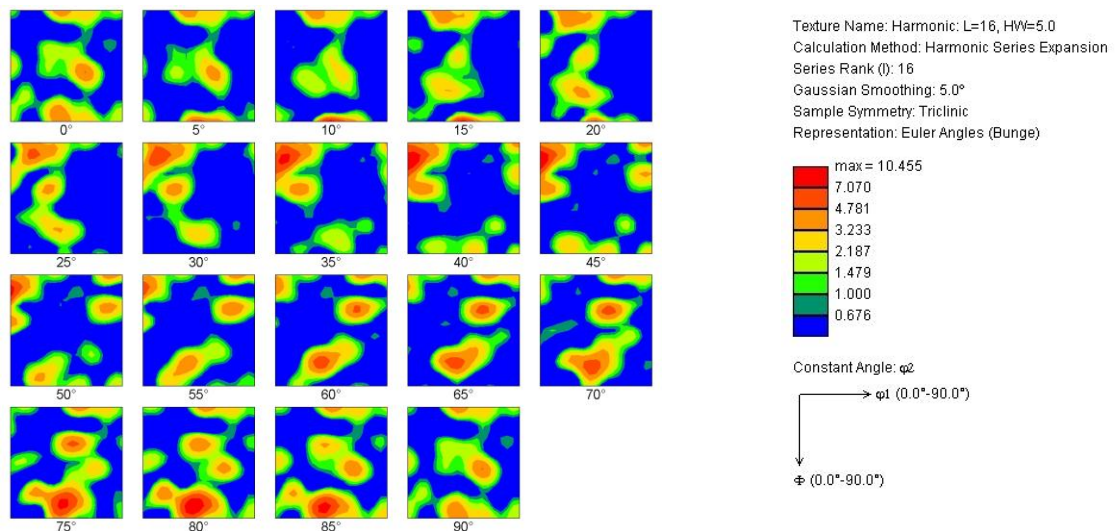 0° 5° 10° 15° 20°
25° 30° 35° 40° 45°
50° 55° 60° 65° 70°
75° 80° 85° 90°
Texture Name: Harmonic: L=16, HW=5.0
Calculation Method: Harmonic Series Expansion
Series Rank (l): 16
Gaussian Smoothing: 5.0°
Sample Symmetry: Triclinic
Representation: Euler Angles (Bunge)
max = 10.455
7.070
4.781
3.233
2.187
1.479
1.000
0.676
Constant Angle: φ2
φ1 (0.0°-90.0°)
Φ (0.0°-90.0°)